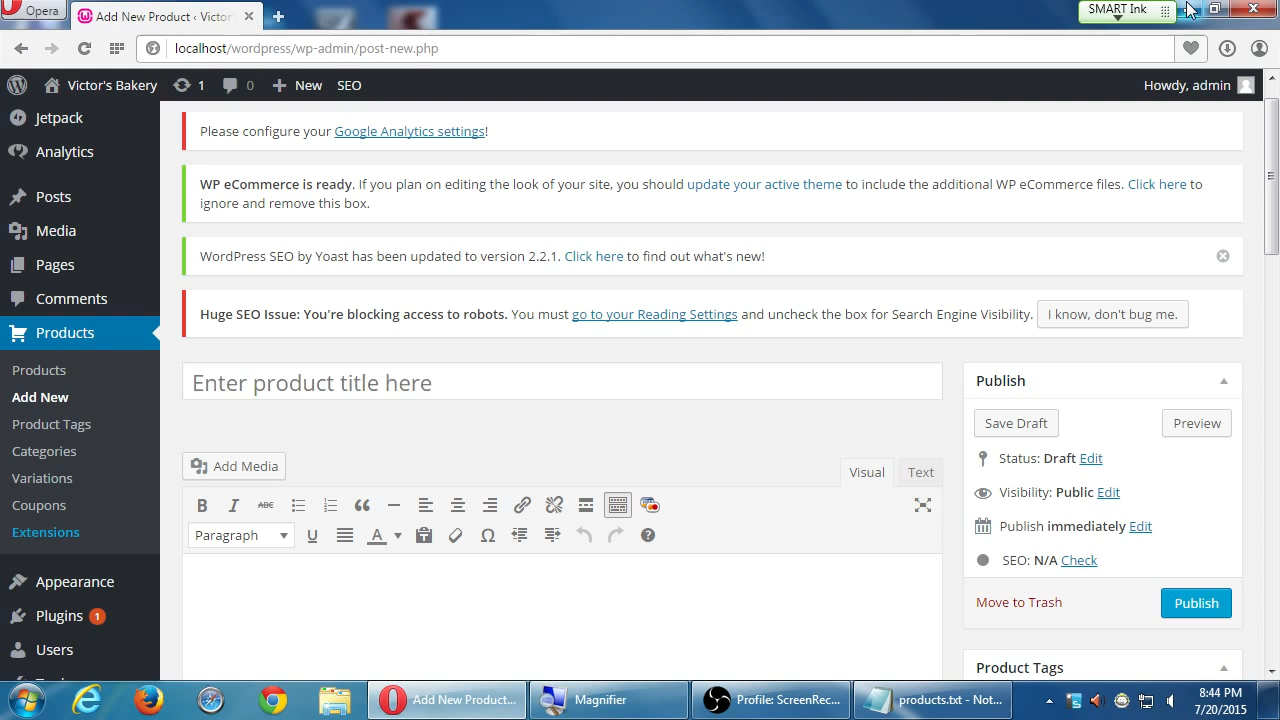 Opera
Add New Product ‹ Victor
SMART Ink
localhost/wordpress/wp-admin/post-new.php
Victor's Bakery
1
0
New
SEO
Howdy, admin
Jetpack
Analytics
Posts
Media
Pages
Comments
Products
Products
Add New
Product Tags
Categories
Variations
Coupons
Extensions
Appearance
Plugins 1
Users
Please configure your Google Analytics settings!
WP eCommerce is ready. If you plan on editing the look of your site, you should update your active theme to include the additional WP eCommerce files. Click here to
ignore and remove this box.
WordPress SEO by Yoast has been updated to version 2.2.1. Click here to find out what's new!
Huge SEO Issue: You're blocking access to robots. You must go to your Reading Settings and uncheck the box for Search Engine Visibility. I know, don't bug me.
Enter product title here
Add Media
Visual
Text
B I ABC
Paragraph
U A
Publish
Save Draft
Preview
Status: Draft Edit
Visibility: Public Edit
Publish immediately Edit
SEO: N/A Check
Move to Trash
Publish
Product Tags
Add New Product...
Magnifier
Profile: ScreenRec...
products.txt - Not...
8:44 PM
7/20/2015